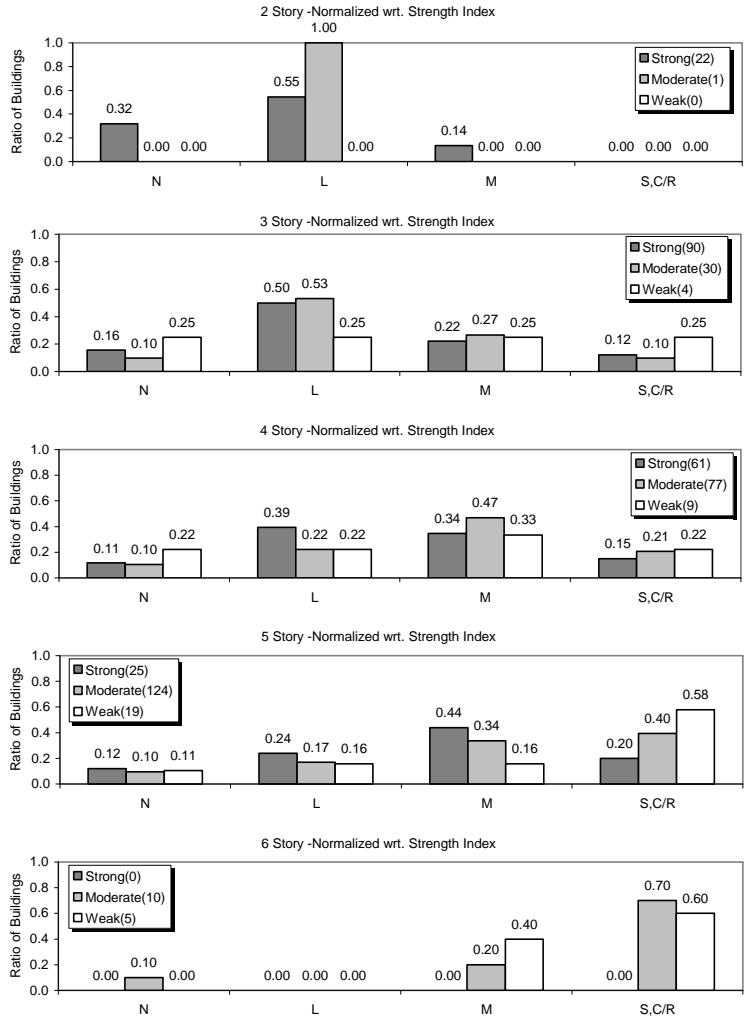 2 Story -Normalized wrt. Strength Index
Ratio of Buildings
1.0
0.8
0.6
0.4
0.2
0.0
0.32
0.00
0.00
0.55
1.00
0.00
0.14
0.00
0.00
0.00
0.00
0.00
Strong(22)
Moderate(1)
Weak(0)
N
L
M
S,C/R
3 Story -Normalized wrt. Strength Index
Ratio of Buildings
1.0
0.8
0.6
0.4
0.2
0.0
0.16
0.10
0.25
0.50
0.53
0.25
0.22
0.27
0.25
0.12
0.10
0.25
Strong(90)
Moderate(30)
Weak(4)
N
L
M
S,C/R
4 Story -Normalized wrt. Strength Index
Ratio of Buildings
1.0
0.8
0.6
0.4
0.2
0.0
0.11
0.10
0.22
0.39
0.22
0.22
0.34
0.47
0.33
0.15
0.21
0.22
Strong(61)
Moderate(77)
Weak(9)
N
L
M
S,C/R
5 Story -Normalized wrt. Strength Index
Ratio of Buildings
1.0
0.8
0.6
0.4
0.2
0.0
Strong(25)
Moderate(124)
Weak(19)
0.12
0.10
0.11
0.24
0.17
0.16
0.44
0.34
0.16
0.20
0.40
0.58
N
L
M
S,C/R
6 Story -Normalized wrt. Strength Index
Ratio of Buildings
1.0
0.8
0.6
0.4
0.2
0.0
Strong(0)
Moderate(10)
Weak(5)
0.00
0.10
0.00
0.00
0.00
0.00
0.00
0.20
0.40
0.00
0.70
0.60
N
L
M
S,C/R